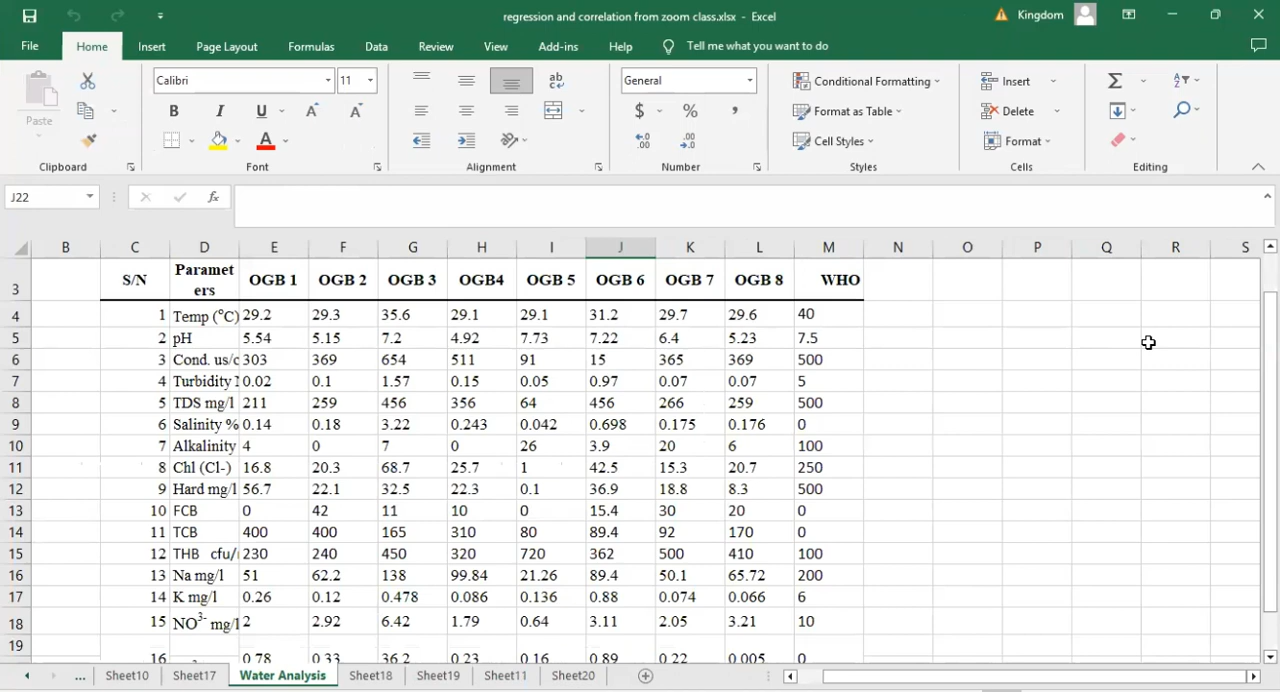 regression and correlation from zoom class.xlsx - Excel
Kingdom
File Home Insert Page Layout Formulas Data Review View Add-ins Help Tell me what you want to do
Calibri 11 General
Conditional Formatting Insert
Paste
B I U A A $ % , Format as Table Delete
A Cell Styles Format
Clipboard Font Alignment Number Styles Cells Editing
J22 fx
B C D E F G H I J K L M N O P Q R S
3 S/N Paramet
ers OGB 1 OGB 2 OGB 3 OGB4 OGB 5 OGB 6 OGB 7 OGB 8 WHO
4 1 Temp (°C) 29.2 29.3 35.6 29.1 29.1 31.2 29.7 29.6 40
5 2 pH 5.54 5.15 7.2 4.92 7.73 7.22 6.4 5.23 7.5
6 3 Cond. us/c 303 369 654 511 91 15 365 369 500
7 4 Turbidity 0.02 0.1 1.57 0.15 0.05 0.97 0.07 0.07 5
8 5 TDS mg/l 211 259 456 356 64 456 266 259 500
9 6 Salinity % 0.14 0.18 3.22 0.243 0.042 0.698 0.175 0.176 0
10 7 Alkalinity 4 0 7 0 26 3.9 20 6 100
11 8 Chl (Cl-) 16.8 20.3 68.7 25.7 1 42.5 15.3 20.7 250
12 9 Hard mg/l 56.7 22.1 32.5 22.3 0.1 36.9 18.8 8.3 500
13 10 FCB 0 42 11 10 0 15.4 30 20 0
14 11 TCB 400 400 165 310 80 89.4 92 170 0
15 12 THB cfu/ 230 240 450 320 720 362 500 410 100
16 13 Na mg/l 51 62.2 138 99.84 21.26 89.4 50.1 65.72 200
17 14 K mg/l 0.26 0.12 0.478 0.086 0.136 0.88 0.074 0.066 6
18 15 NO³⁻ mg/l 2 2.92 6.42 1.79 0.64 3.11 2.05 3.21 10
19 16 0.78 0.33 36.2 0.23 0.16 0.89 0.22 0.005 0
... Sheet10 Sheet17 Water Analysis Sheet18 Sheet19 Sheet11 Sheet20